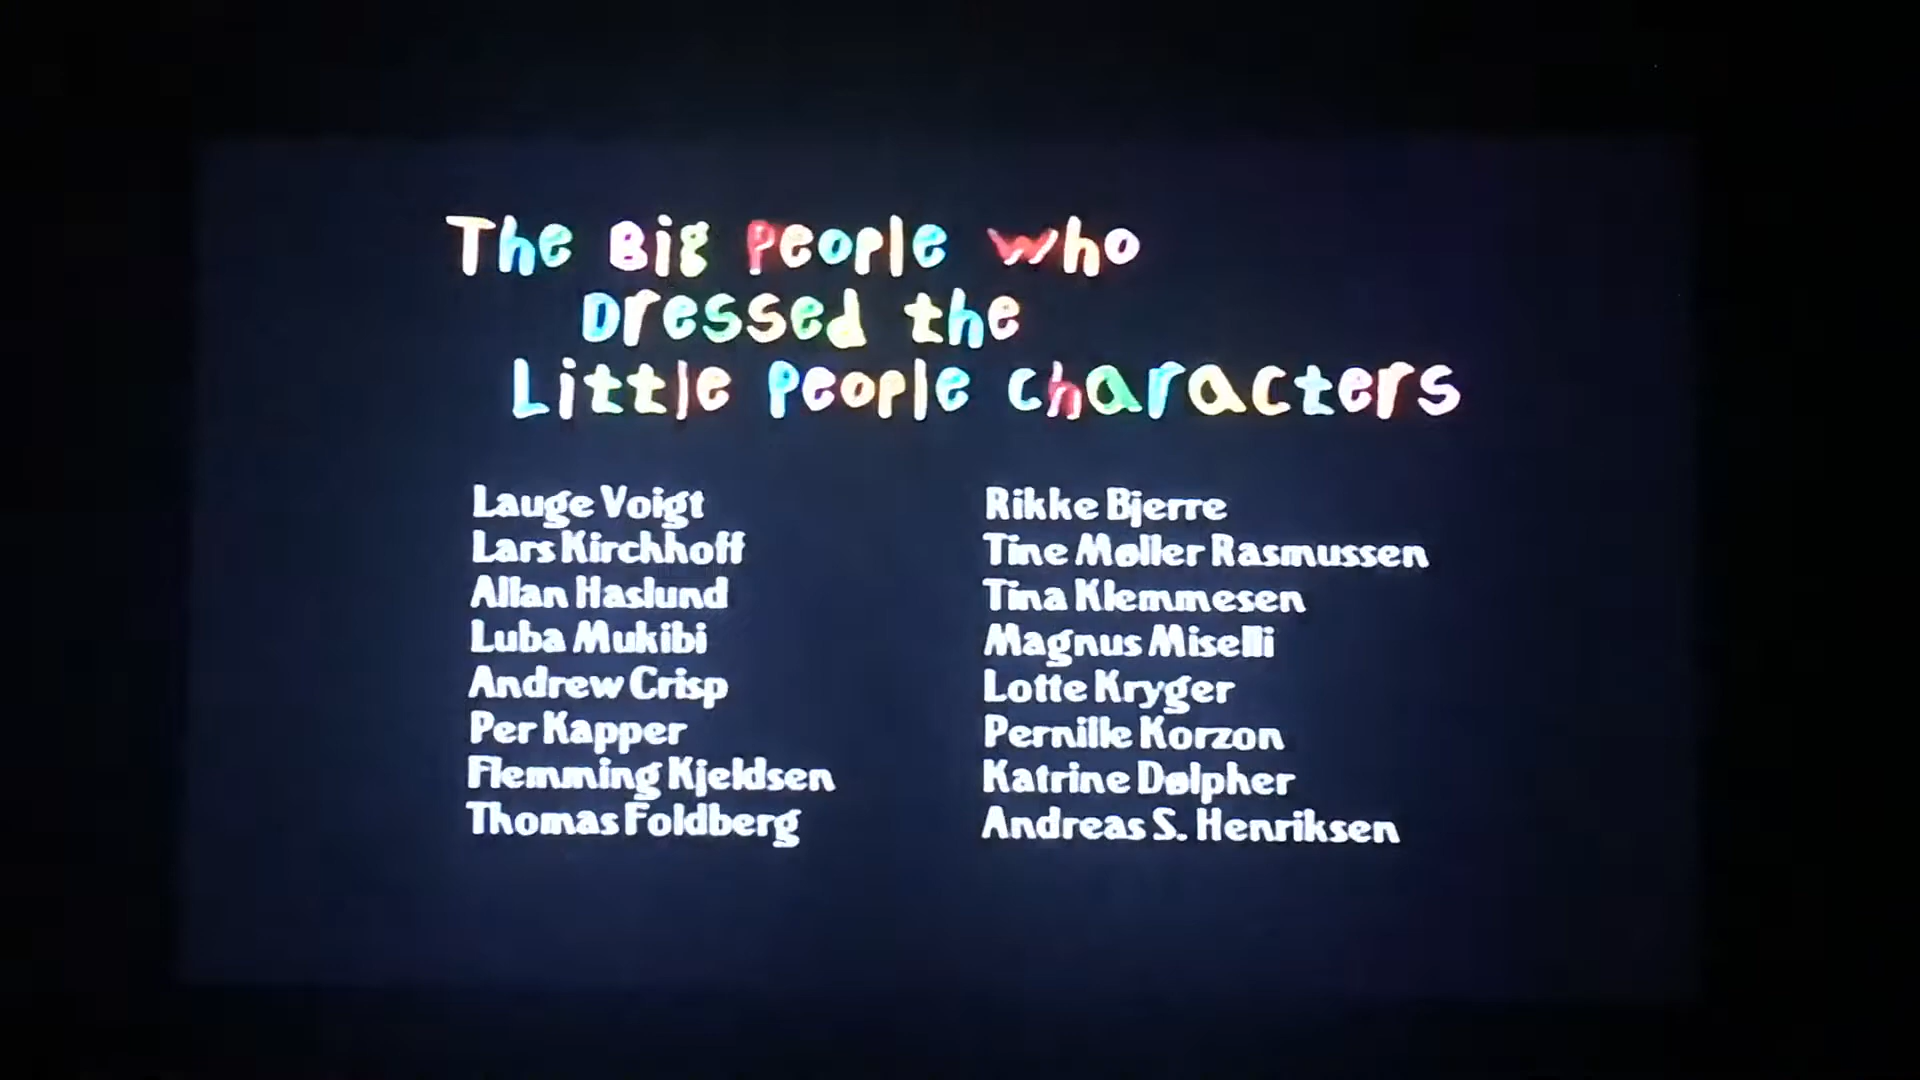 The Big People who
Dressed the
Little People characters
Lauge Voigt
Lars Kirchhoff
Allan Haslund
Luba Mukibi
Andrew Crisp
Per Kapper
Flemming Kjeldsen
Thomas Foldberg
Rikke Bjerre
Tine Møller Rasmussen
Tina Klemmesen
Magnus Miselli
Lotte Kryger
Pernille Korzon
Katrine Dølpher
Andreas S. Henriksen